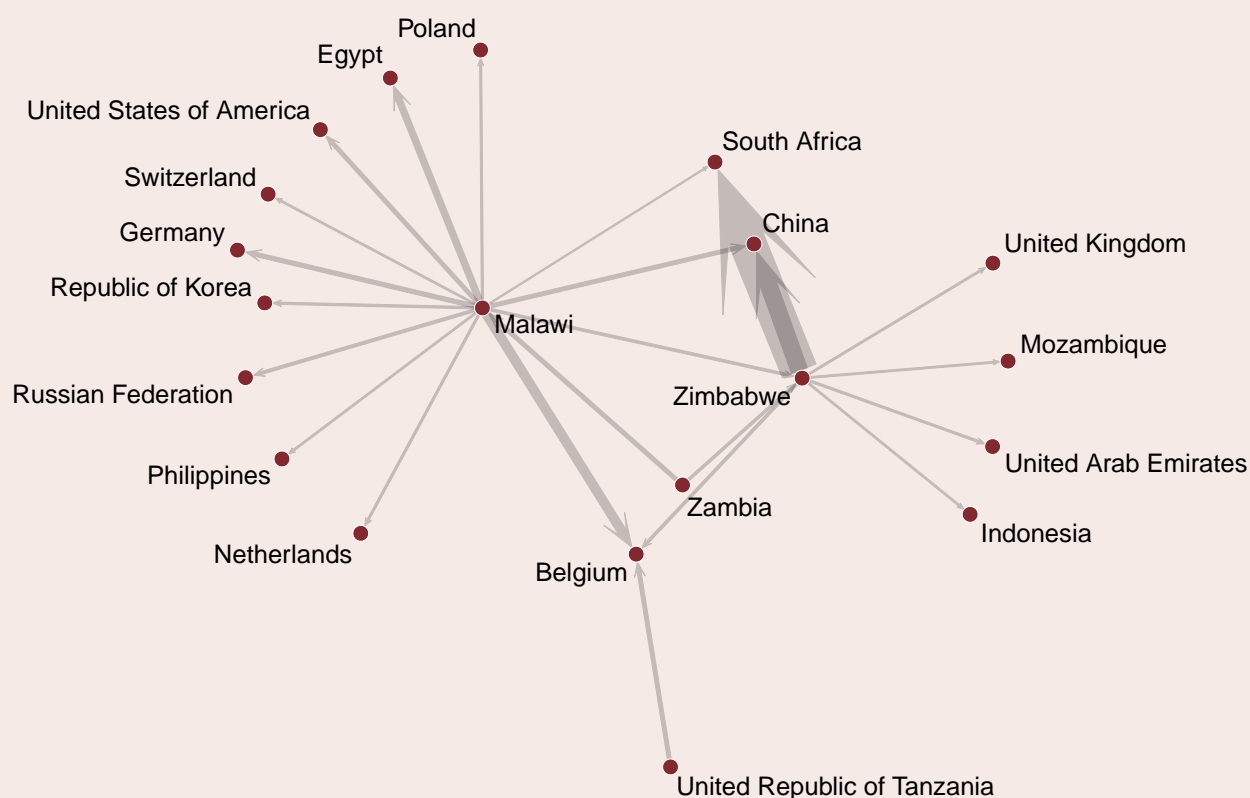 Poland
Egypt
United States of America
South Africa
Switzerland
China
Germany
United Kingdom
Republic of Korea
Malawi
Mozambique
Russian Federation
Zimbabwe
United Arab Emirates
Philippines
Zambia
Indonesia
Netherlands
Belgium
United Republic of Tanzania